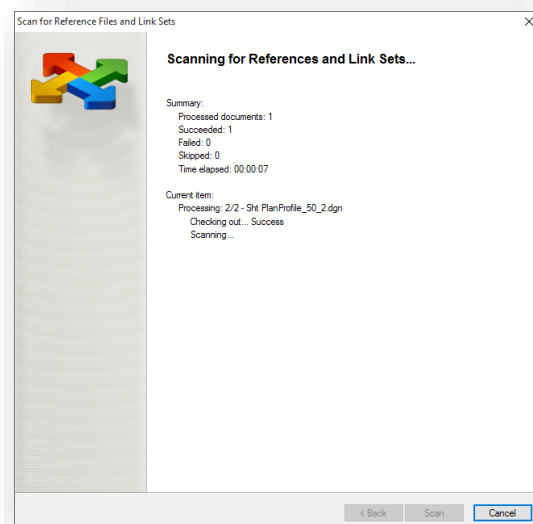 Scan for Reference Files and Link Sets
Scanning for References and Link Sets...
Summary:
Processed documents: 1
Succeeded: 1
Failed: 0
Skipped: 0
Time elapsed: 00:00:07
Current item:
Processing: 2/2 - Sht PlanProfile_50_2.dgn
Checking out... Success
Scanning...
< Back Scan Cancel